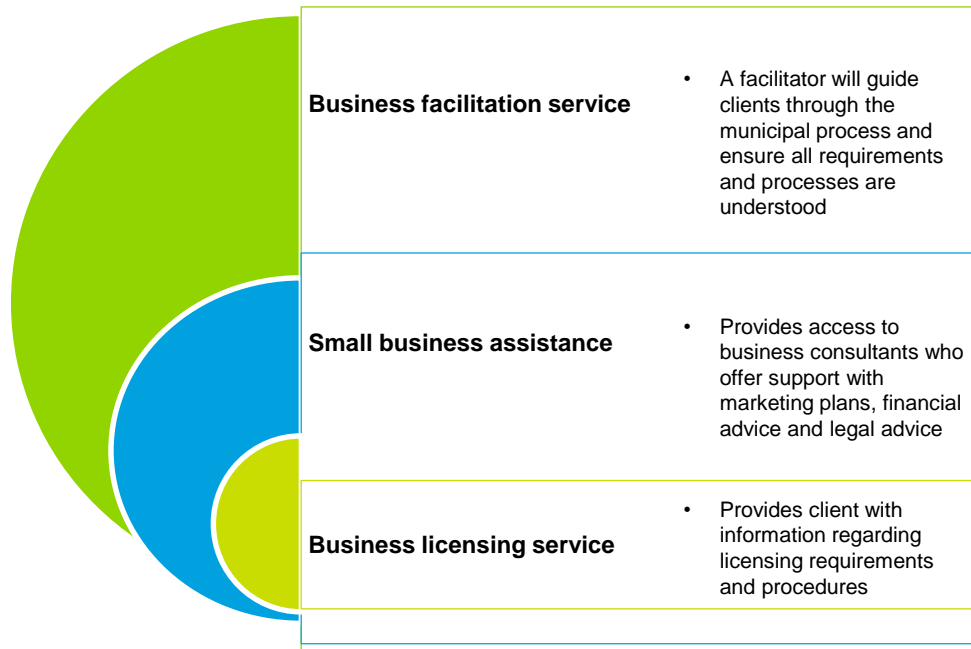 Business facilitation service
• A facilitator will guide
clients through the
municipal process and
ensure all requirements
and processes are
understood
Small business assistance
• Provides access to
business consultants who
offer support with
marketing plans, financial
advice and legal advice
Business licensing service
• Provides client with
information regarding
licensing requirements
and procedures